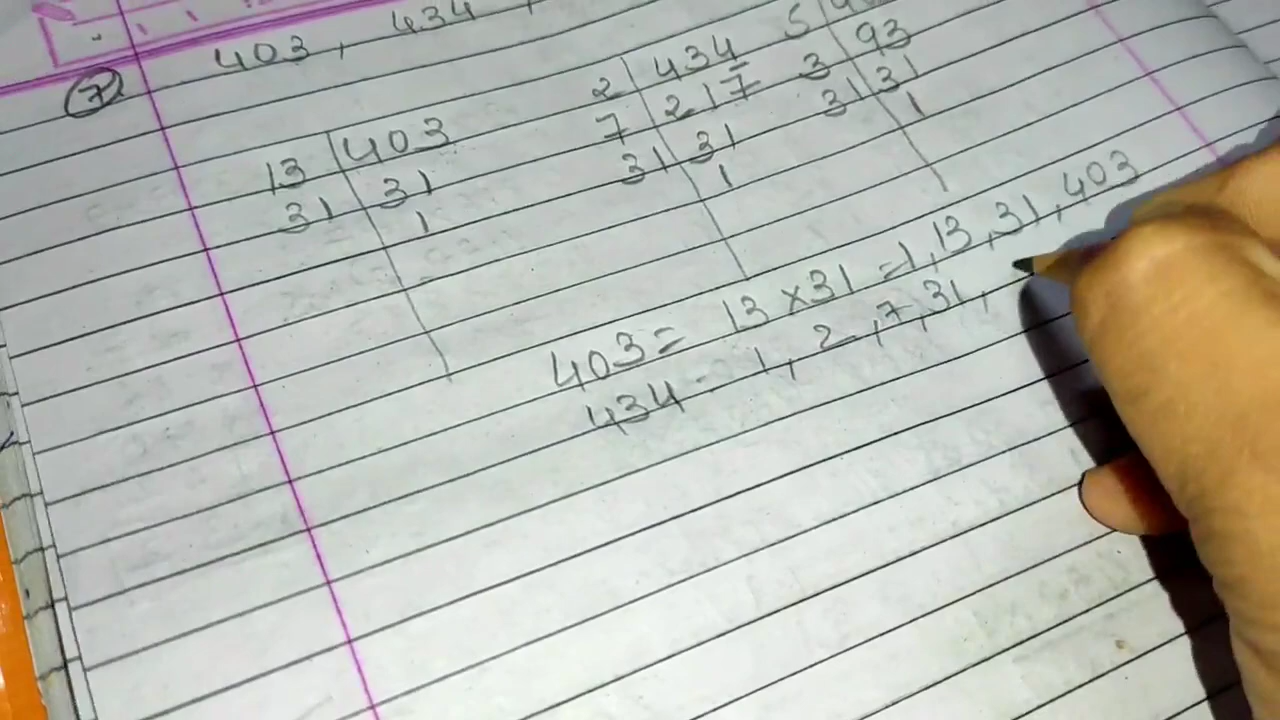 403, 434
7
13 | 403
31 | 31
1
2 | 434
7 | 217
31 | 31
1
5
3 | 93
31 | 31
1
403 = 13 × 31 = 1, 13, 31, 403
434 - 1, 2, 7, 31,